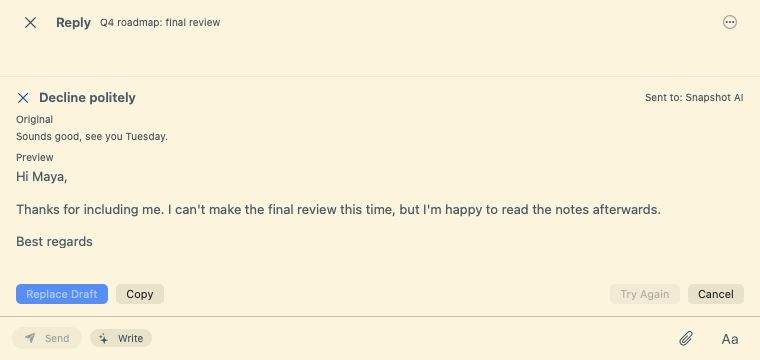 Reply Q4 roadmap: final review
Decline politely Sent to: Snapshot AI
Original
Sounds good, see you Tuesday.
Preview
Hi Maya,
Thanks for including me. I can't make the final review this time, but I'm happy to read the notes afterwards.
Best regards
Replace Draft Copy Try Again Cancel
Send Write Aa